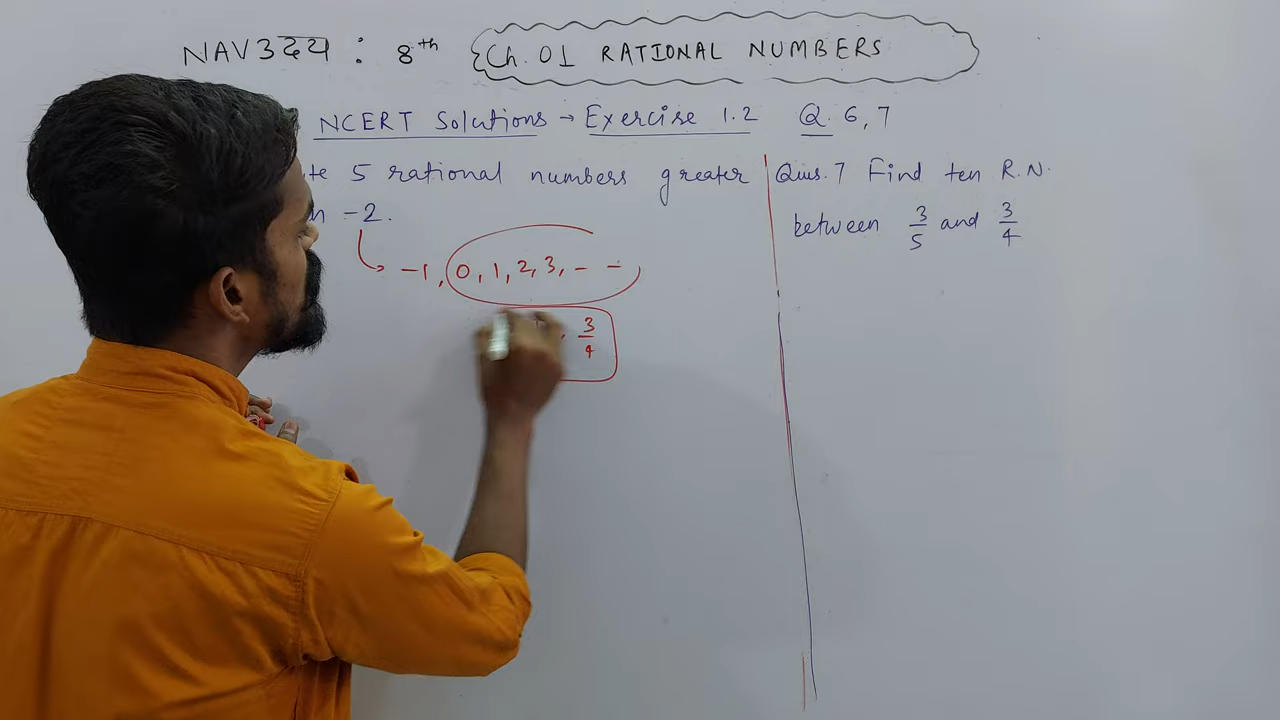 NAV3दय : 8th Ch. 01 RATIONAL NUMBERS
NCERT Solutions → Exercise 1.2 Q. 6, 7
te 5 rational numbers greater
n -2.
-1, 0, 1, 2, 3, - -
, 3/4
Ques. 7 Find ten R.N.
between 3/5 and 3/4